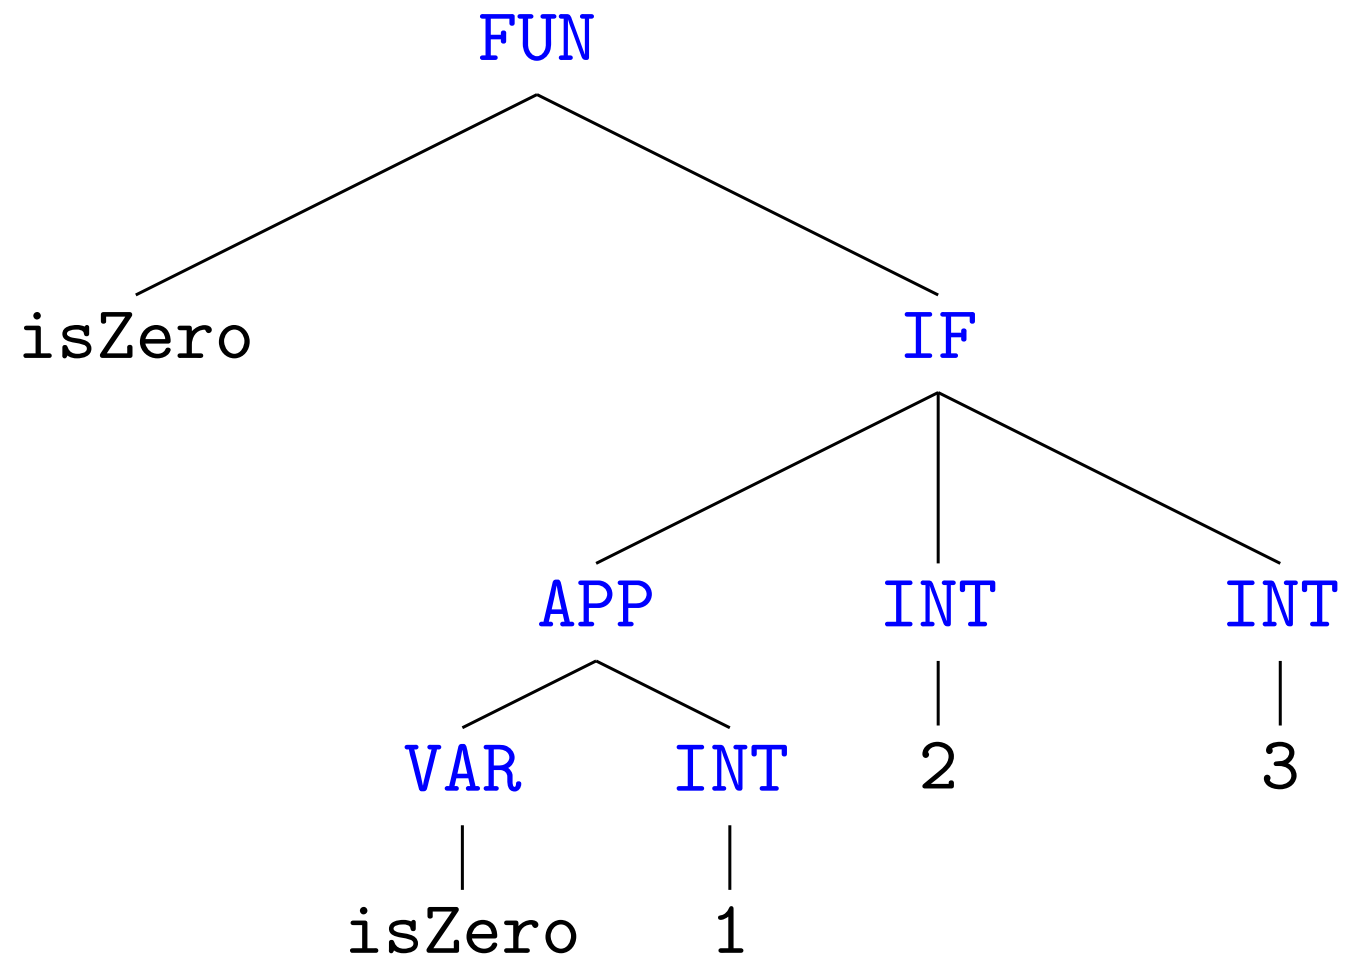 FUN
isZero IF
APP INT INT
VAR INT 2 3
isZero 1